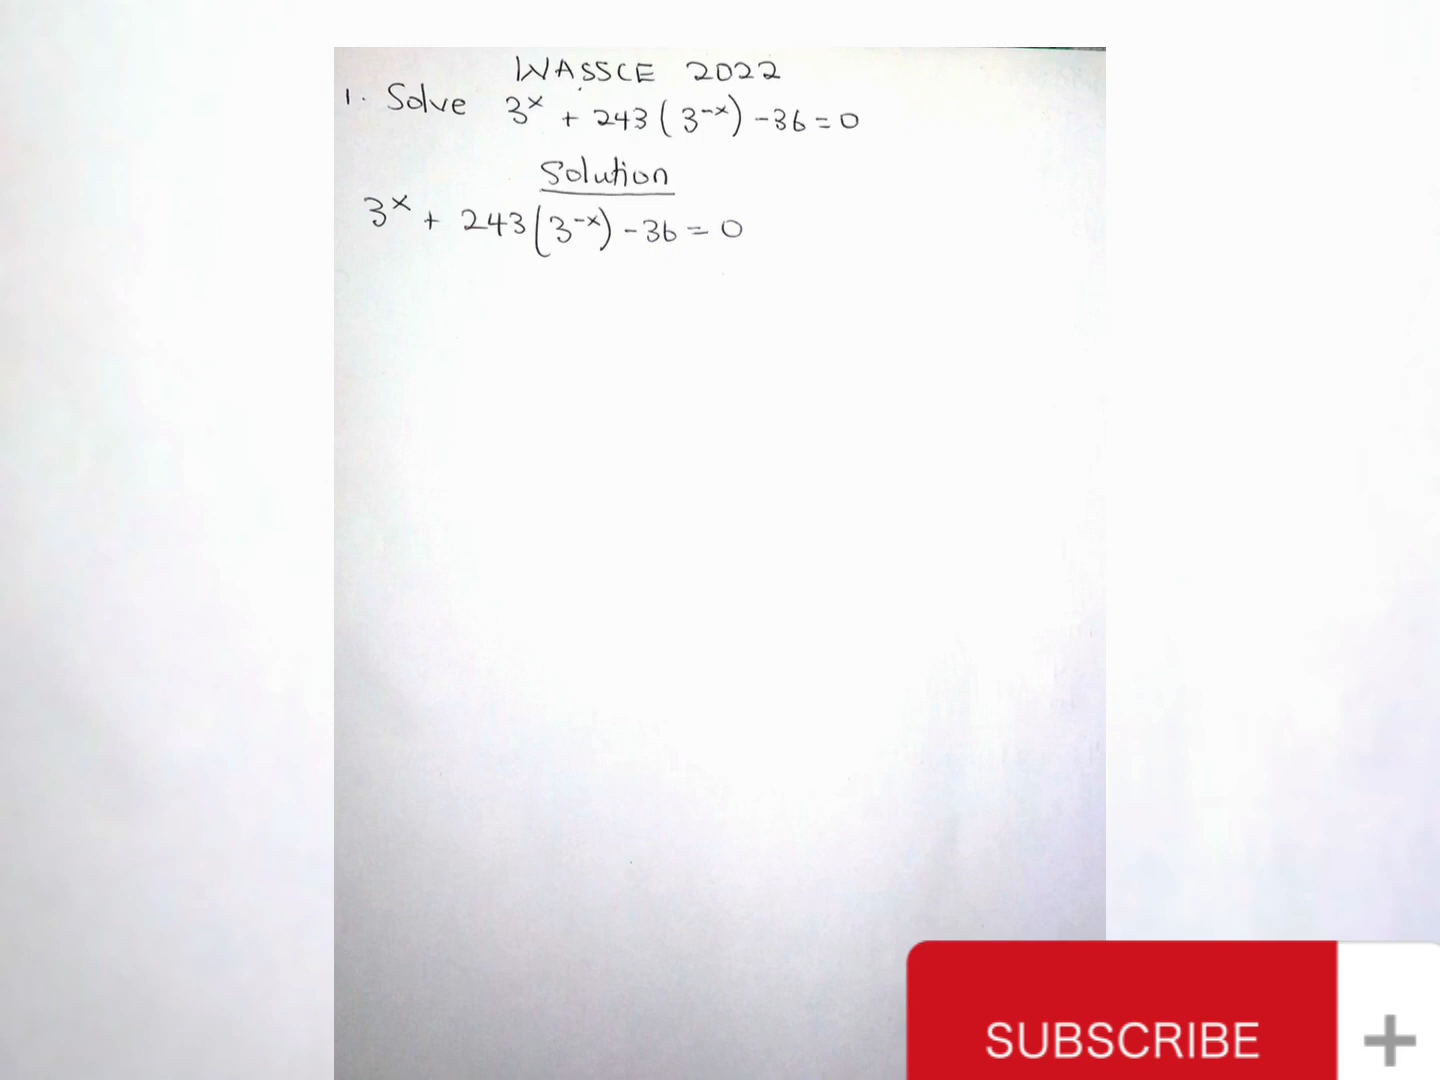 WASSCE 2022
1. Solve 3ˣ + 243 (3⁻ˣ) - 36 = 0
Solution
3ˣ + 243 (3⁻ˣ) - 36 = 0
SUBSCRIBE +